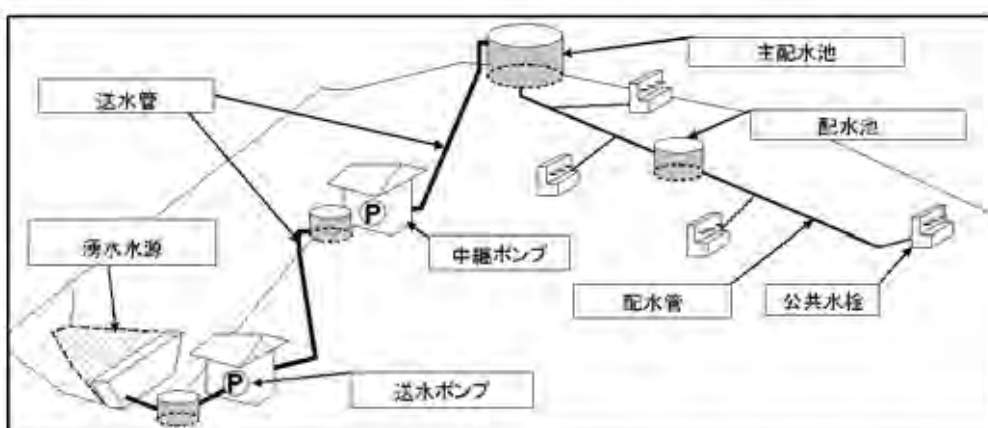 主配水池
送水管
配水池
P
湧水水源
中継ポンプ
配水管
公共水栓
P
送水ポンプ